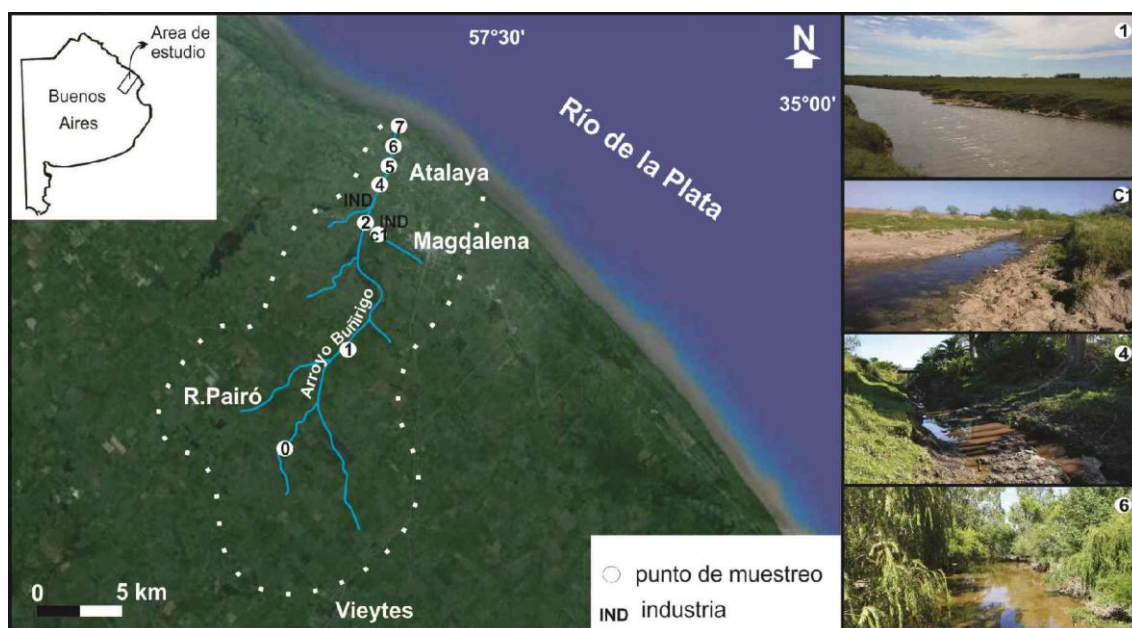 Area de
estudio
Buenos
Aires
57°30'
N
35°00'
Río de la Plata
7
6
5
4
Atalaya
IND
2
IND
c1
Magdalena
Arroyo Buñirigo
1
R.Pairó
0
0 5 km
Vieytes
punto de muestreo
IND industria
1
C1
4
6